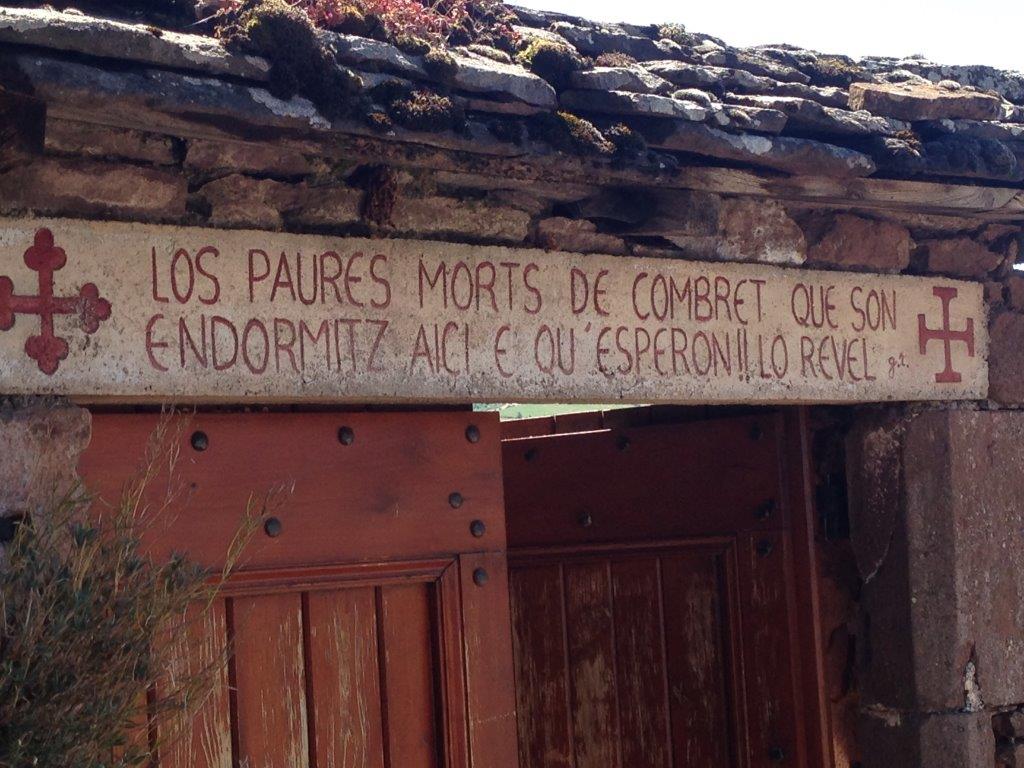 LOS PAURES MORTS DE COMBRET QUE SON
ENDORMITZ AICI E QU'ESPERON!! LO REVEL